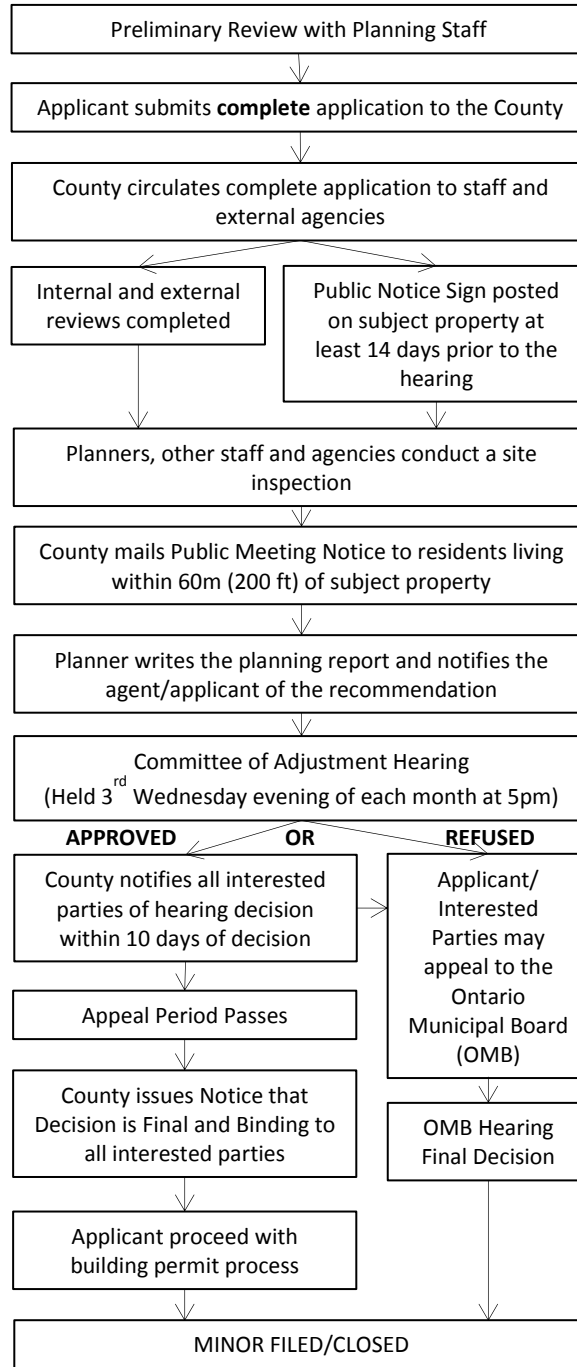 Preliminary Review with Planning Staff
Applicant submits complete application to the County
County circulates complete application to staff and
external agencies
Internal and external
reviews completed
Public Notice Sign posted
on subject property at
least 14 days prior to the
hearing
Planners, other staff and agencies conduct a site
inspection
County mails Public Meeting Notice to residents living
within 60m (200 ft) of subject property
Planner writes the planning report and notifies the
agent/applicant of the recommendation
Committee of Adjustment Hearing
(Held 3rd Wednesday evening of each month at 5pm)
APPROVED OR REFUSED
County notifies all interested
parties of hearing decision
within 10 days of decision
Applicant/
Interested
Parties may
appeal to the
Ontario
Municipal Board
(OMB)
Appeal Period Passes
County issues Notice that
Decision is Final and Binding to
all interested parties
OMB Hearing
Final Decision
Applicant proceed with
building permit process
MINOR FILED/CLOSED